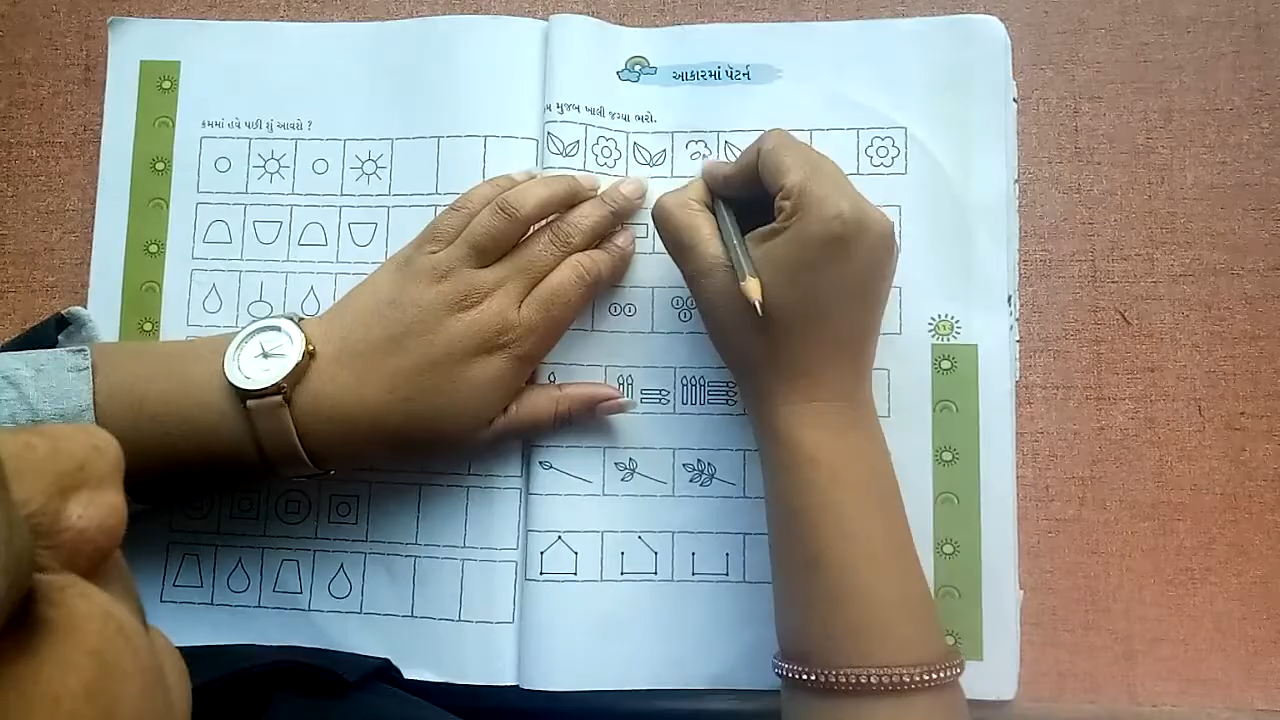 ક્રમમાં હવે પછી શું આવશે ?
આકારમાં પેટર્ન
મુજબ ખાલી જગ્યા ભરો.